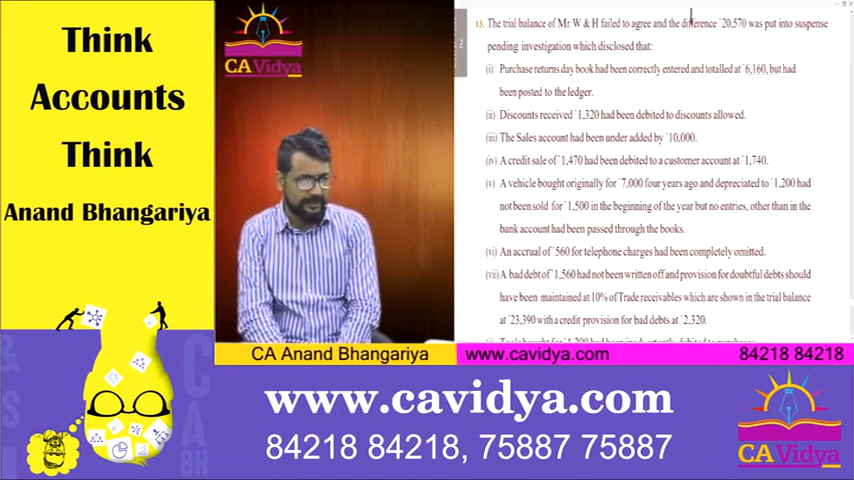 Think
Accounts
Think
Anand Bhangariya
CA Vidya
13. The trial balance of Mr. W & H failed to agree and the difference `20,570 was put into suspense
pending investigation which disclosed that:
(i) Purchase returns day book had been correctly entered and totalled at `6,160, but had
been posted to the ledger.
(ii) Discounts received `1,320 had been debited to discounts allowed.
(iii) The Sales account had been under added by `10,000.
(iv) A credit sale of `1,470 had been debited to a customer account at `1,740.
(v) A vehicle bought originally for `7,000 four years ago and depreciated to `1,200 had
not been sold for `1,500 in the beginning of the year but no entries, other than in the
bank account had been passed through the books.
(vi) An accrual of `560 for telephone charges had been completely omitted.
(vii) A bad debt of `1,560 had not been written off and provision for doubtful debts should
have been maintained at 10% of Trade receivables which are shown in the trial balance
at `23,390 with a credit provision for bad debts at `2,320.
CA Anand Bhangariya
www.cavidya.com
84218 84218
www.cavidya.com
84218 84218, 75887 75887
CA Vidya
CA
BH
&
S